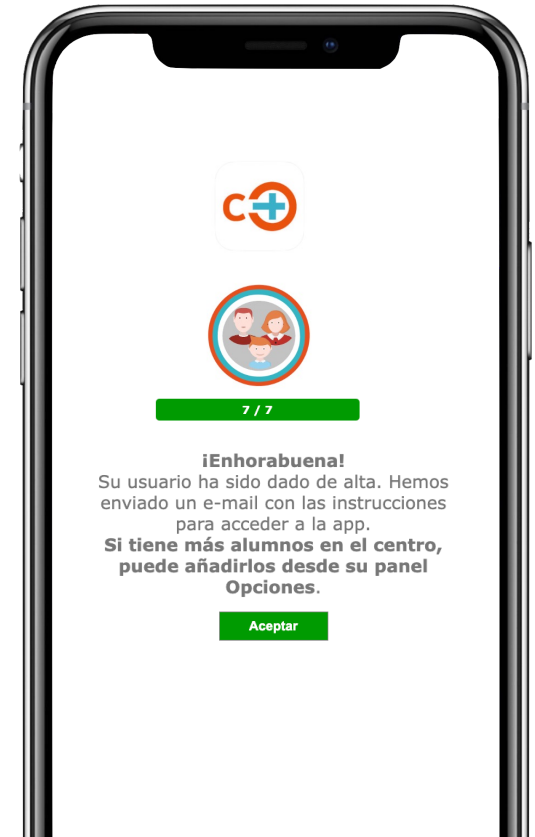 C+
7 / 7
¡Enhorabuena!
Su usuario ha sido dado de alta. Hemos
enviado un e-mail con las instrucciones
para acceder a la app.
Si tiene más alumnos en el centro,
puede añadirlos desde su panel
Opciones.
Aceptar